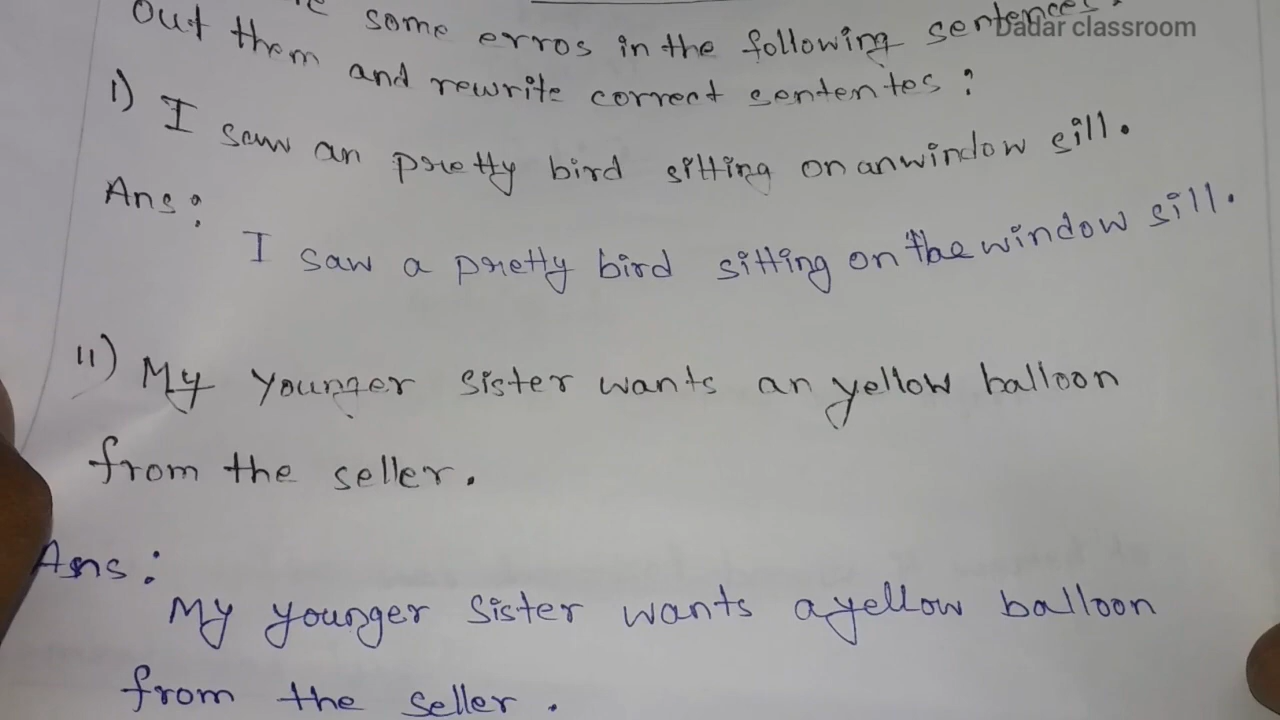 some erros in the following sentences.
Dadar classroom
out them and rewrite correct sententes :
i) I saw an pretty bird sitting on an window sill.
Ans: I saw a pretty bird sitting on the window sill.
ii) My younger sister wants an yellow balloon
from the seller.
Ans:
My younger sister wants a yellow balloon
from the seller.